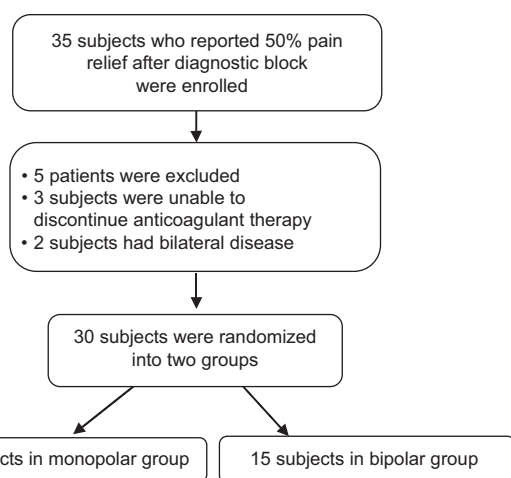 35 subjects who reported 50% pain
relief after diagnostic block
were enrolled
• 5 patients were excluded
• 3 subjects were unable to
discontinue anticoagulant therapy
• 2 subjects had bilateral disease
30 subjects were randomized
into two groups
in monopolar group
15 subjects in bipolar group